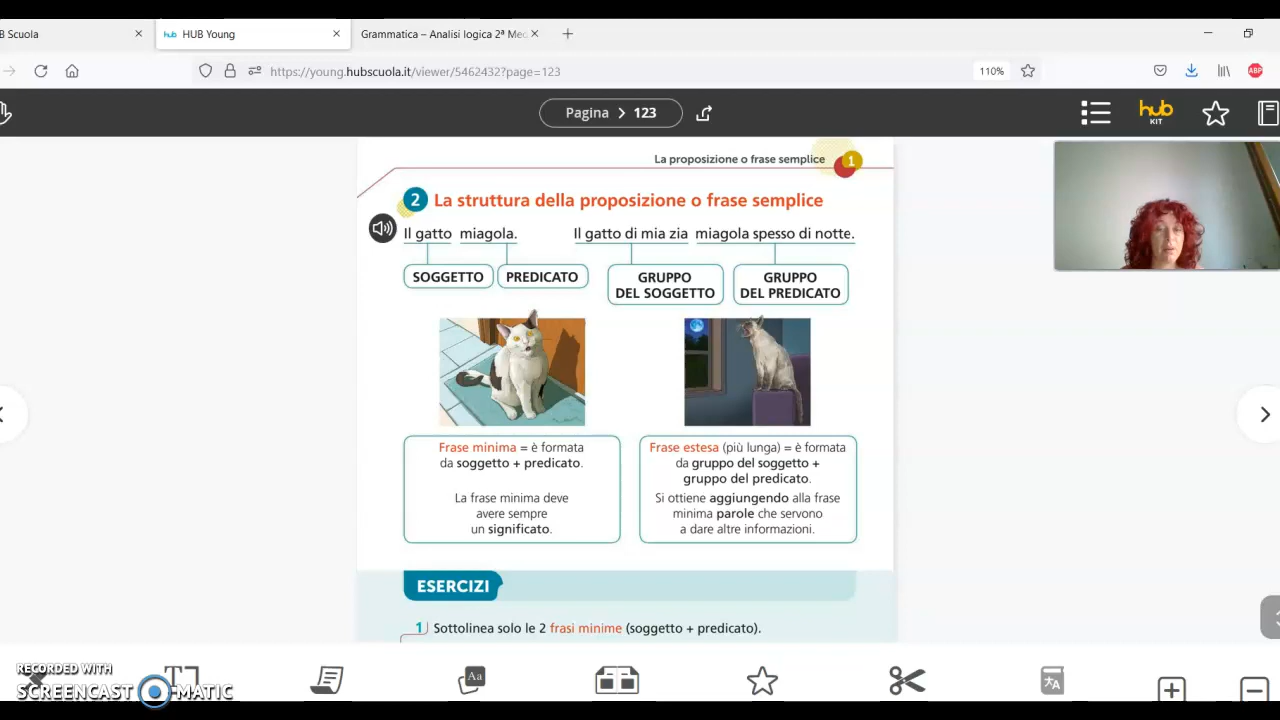 B Scuola
HUB Young
Grammatica – Analisi logica 2ª Med
https://young.hubscuola.it/viewer/5462432?page=123
110%
ABP
Pagina > 123
hub
KIT
La proposizione o frase semplice 1
2 La struttura della proposizione o frase semplice
Il gatto miagola. Il gatto di mia zia miagola spesso di notte.
SOGGETTO PREDICATO
GRUPPO DEL SOGGETTO
GRUPPO DEL PREDICATO
Frase minima = è formata
da soggetto + predicato.
La frase minima deve
avere sempre
un significato.
Frase estesa (più lunga) = è formata
da gruppo del soggetto +
gruppo del predicato.
Si ottiene aggiungendo alla frase
minima parole che servono
a dare altre informazioni.
ESERCIZI
1 Sottolinea solo le 2 frasi minime (soggetto + predicato).
Aa
RECORDED WITH
SCREENCAST MATIC